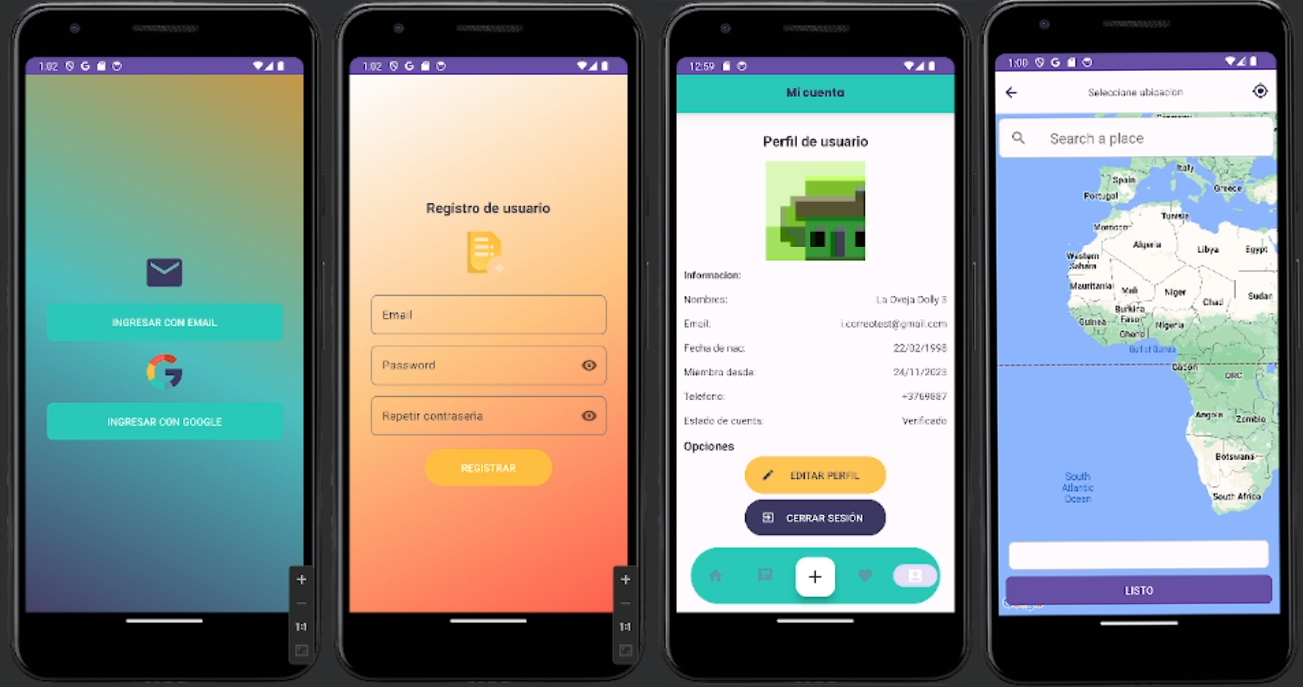 1:02
INGRESAR CON EMAIL
INGRESAR CON GOOGLE
1:1
1:02
Registro de usuario
Email
Password
Repetir contraseña
REGISTRAR
1:1
12:59
Mi cuenta
Perfil de usuario
Informacion:
Nombres: La Oveja Dolly 3
Email: i.correotest@gmail.com
Fecha de nac: 22/02/1998
Miembro desde: 24/11/2023
Telefono: +3769887
Estado de cuenta: Verificado
Opciones
EDITAR PERFIL
CERRAR SESIÓN
1:00
Seleccione ubicacion
Search a place
Germany
Italy
Spain
Greece
Portugal
Tunisia
Morocco
Algeria
Libya
Egypt
Western
Sahara
Mauritania
Mali
Niger
Chad
Sudan
Burkina
Faso
Guinea
Ghana
Nigeria
Gulf of Guinea
Gabon
DRC
Angola
Zambia
Botswana
South
Atlantic
Ocean
South Africa
LISTO